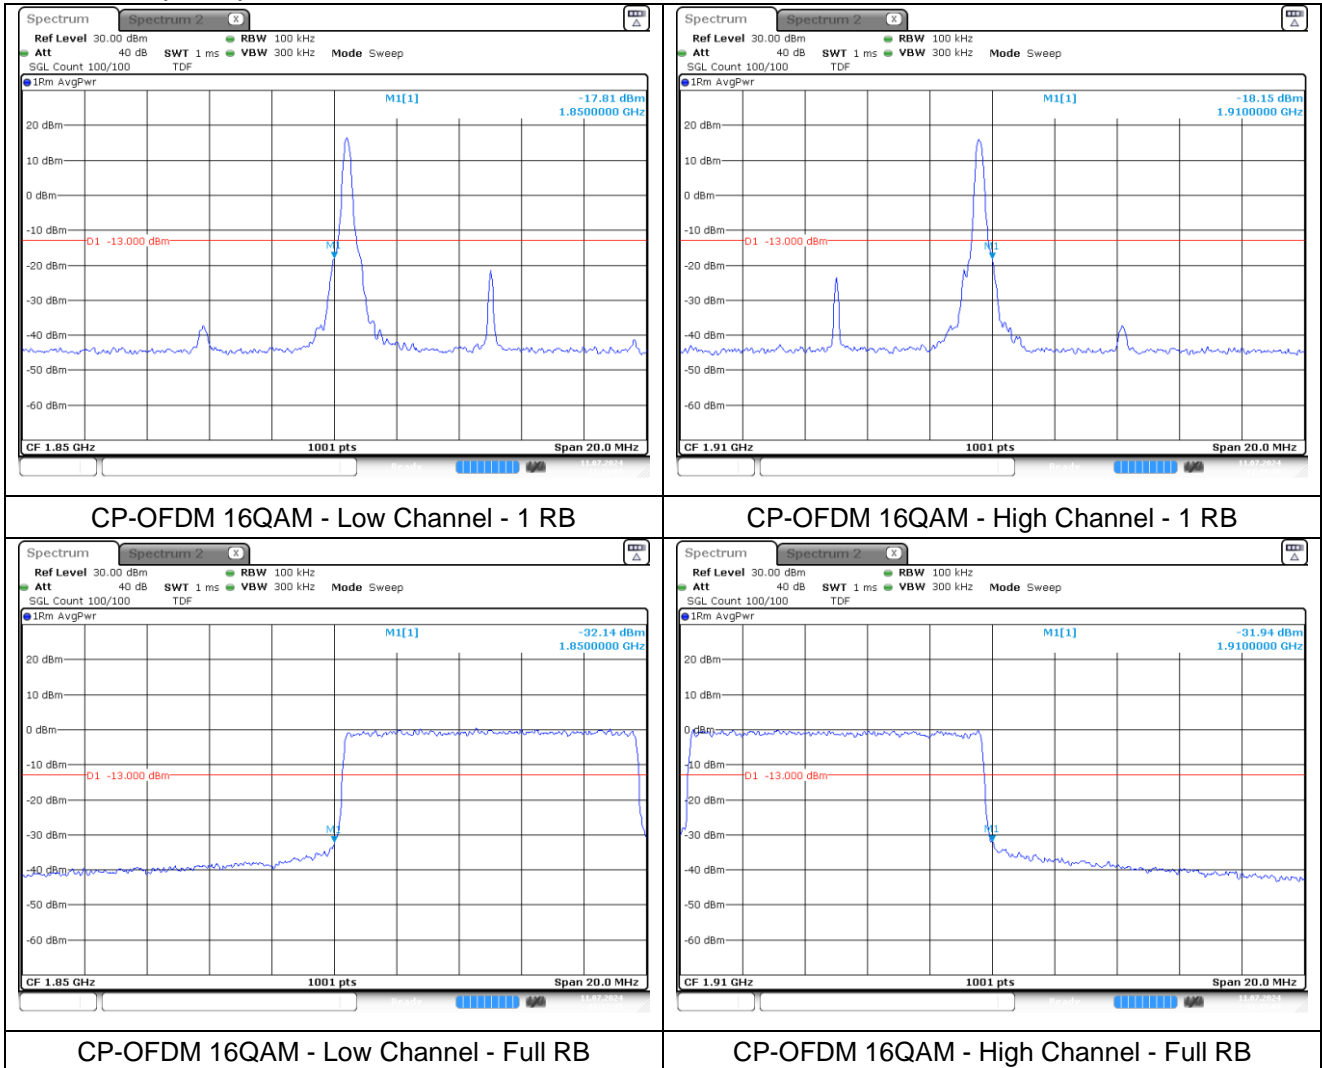 Spectrum Spectrum 2 X
Ref Level 30.00 dBm RBW 100 kHz
Att 40 dB SWT 1 ms VBW 300 kHz Mode Sweep
SGL Count 100/100 TDF
1Rm AvgPwr
M1[1] -17.81 dBm
1.8500000 GHz
20 dBm
10 dBm
0 dBm
-10 dBm
D1 -13.000 dBm
M1
-20 dBm
-30 dBm
-40 dBm
-50 dBm
-60 dBm
CF 1.85 GHz 1001 pts Span 20.0 MHz
Ready 11.07.2024
CP-OFDM 16QAM - Low Channel - 1 RB
Spectrum Spectrum 2 X
Ref Level 30.00 dBm RBW 100 kHz
Att 40 dB SWT 1 ms VBW 300 kHz Mode Sweep
SGL Count 100/100 TDF
1Rm AvgPwr
M1[1] -18.15 dBm
1.9100000 GHz
20 dBm
10 dBm
0 dBm
-10 dBm
D1 -13.000 dBm
M1
-20 dBm
-30 dBm
-40 dBm
-50 dBm
-60 dBm
CF 1.91 GHz 1001 pts Span 20.0 MHz
Ready 11.07.2024
CP-OFDM 16QAM - High Channel - 1 RB
Spectrum Spectrum 2 X
Ref Level 30.00 dBm RBW 100 kHz
Att 40 dB SWT 1 ms VBW 300 kHz Mode Sweep
SGL Count 100/100 TDF
1Rm AvgPwr
M1[1] -32.14 dBm
1.8500000 GHz
20 dBm
10 dBm
0 dBm
-10 dBm
D1 -13.000 dBm
-20 dBm
M1
-30 dBm
-40 dBm
-50 dBm
-60 dBm
CF 1.85 GHz 1001 pts Span 20.0 MHz
Ready 11.07.2024
CP-OFDM 16QAM - Low Channel - Full RB
Spectrum Spectrum 2 X
Ref Level 30.00 dBm RBW 100 kHz
Att 40 dB SWT 1 ms VBW 300 kHz Mode Sweep
SGL Count 100/100 TDF
1Rm AvgPwr
M1[1] -31.94 dBm
1.9100000 GHz
20 dBm
10 dBm
0 dBm
-10 dBm
D1 -13.000 dBm
-20 dBm
M1
-30 dBm
-40 dBm
-50 dBm
-60 dBm
CF 1.91 GHz 1001 pts Span 20.0 MHz
Ready 11.07.2024
CP-OFDM 16QAM - High Channel - Full RB